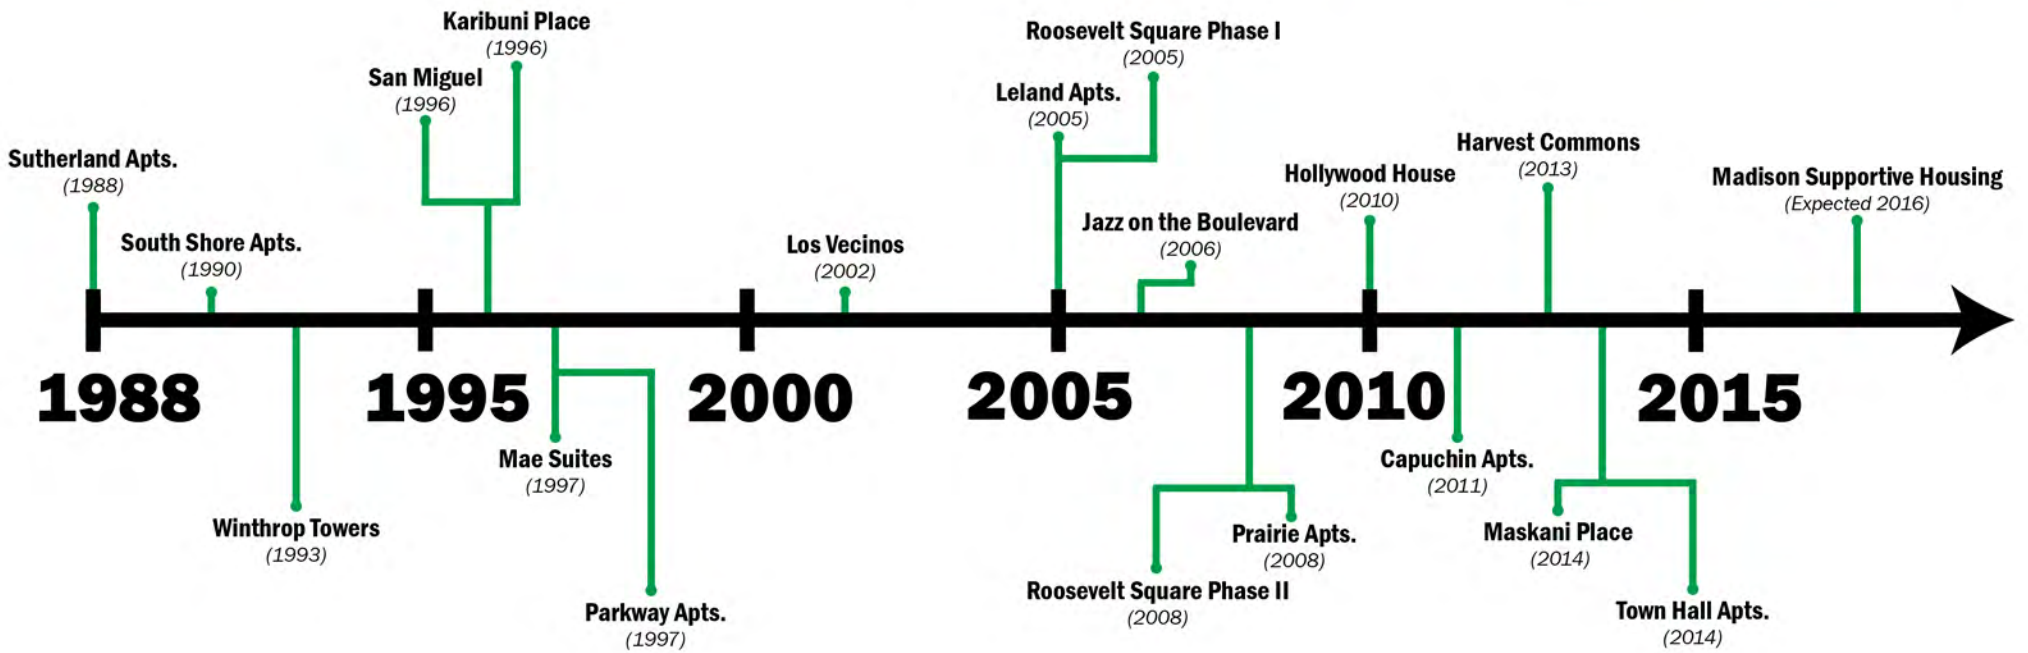 Karibuni Place
(1996)
San Miguel
(1996)
Sutherland Apts.
(1988)
South Shore Apts.
(1990)
Los Vecinos
(2002)
Roosevelt Square Phase I
(2005)
Leland Apts.
(2005)
Jazz on the Boulevard
(2006)
Hollywood House
(2010)
Harvest Commons
(2013)
Madison Supportive Housing
(Expected 2016)
1988
1995
2000
2005
2010
2015
Winthrop Towers
(1993)
Mae Suites
(1997)
Parkway Apts.
(1997)
Roosevelt Square Phase II
(2008)
Prairie Apts.
(2008)
Capuchin Apts.
(2011)
Maskani Place
(2014)
Town Hall Apts.
(2014)